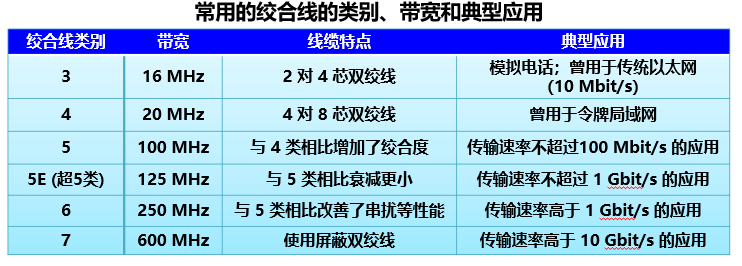 常用的绞合线的类别、带宽和典型应用
绞合线类别 带宽 线缆特点 典型应用
3 16 MHz 2 对 4 芯双绞线 模拟电话；曾用于传统以太网
(10 Mbit/s)
4 20 MHz 4 对 8 芯双绞线 曾用于令牌局域网
5 100 MHz 与 4 类相比增加了绞合度 传输速率不超过100 Mbit/s 的应用
5E (超5类) 125 MHz 与 5 类相比衰减更小 传输速率不超过 1 Gbit/s 的应用
6 250 MHz 与 5 类相比改善了串扰等性能 传输速率高于 1 Gbit/s 的应用
7 600 MHz 使用屏蔽双绞线 传输速率高于 10 Gbit/s 的应用